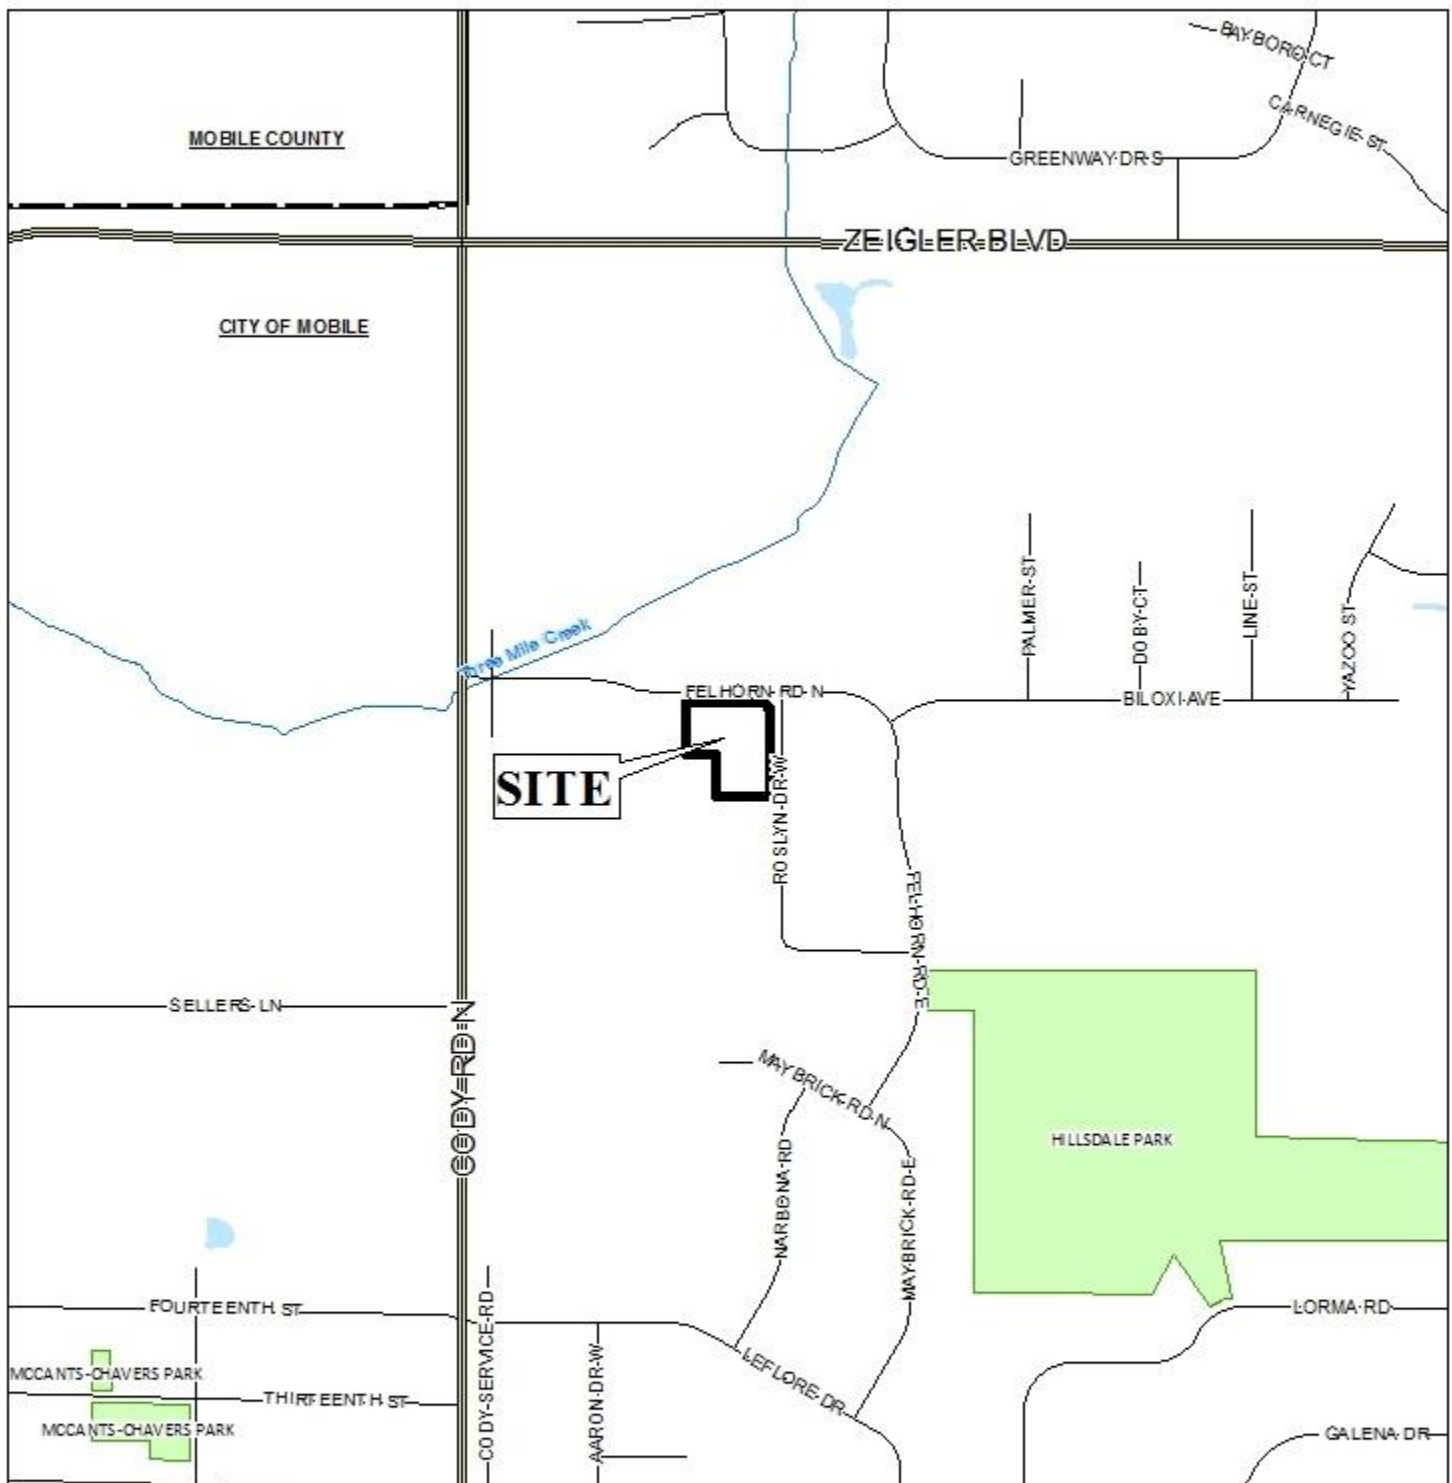 BAYBORO CT
CARNEGIE ST
MOBILE COUNTY
GREENWAY DR S
ZEIGLER BLVD
CITY OF MOBILE
PALMER ST
DOBY CT
LINE ST
YAZOO ST
Three Mile Creek
FELHORN RD N
BILOXI AVE
SITE
ROSLYN DR W
FELHORN RD E
SELLERS LN
CODY RD N
MAYBRICK RD N
HILLSDALE PARK
NARBONA RD
MAYBRICK RD E
FOURTEENTH ST
LORMA RD
CODY SERVICE RD
AARON DR W
LEFLORE DR
MCCANTS-CHAVERS PARK
THIRTEENTH ST
MCCANTS-CHAVERS PARK
GALENA DR